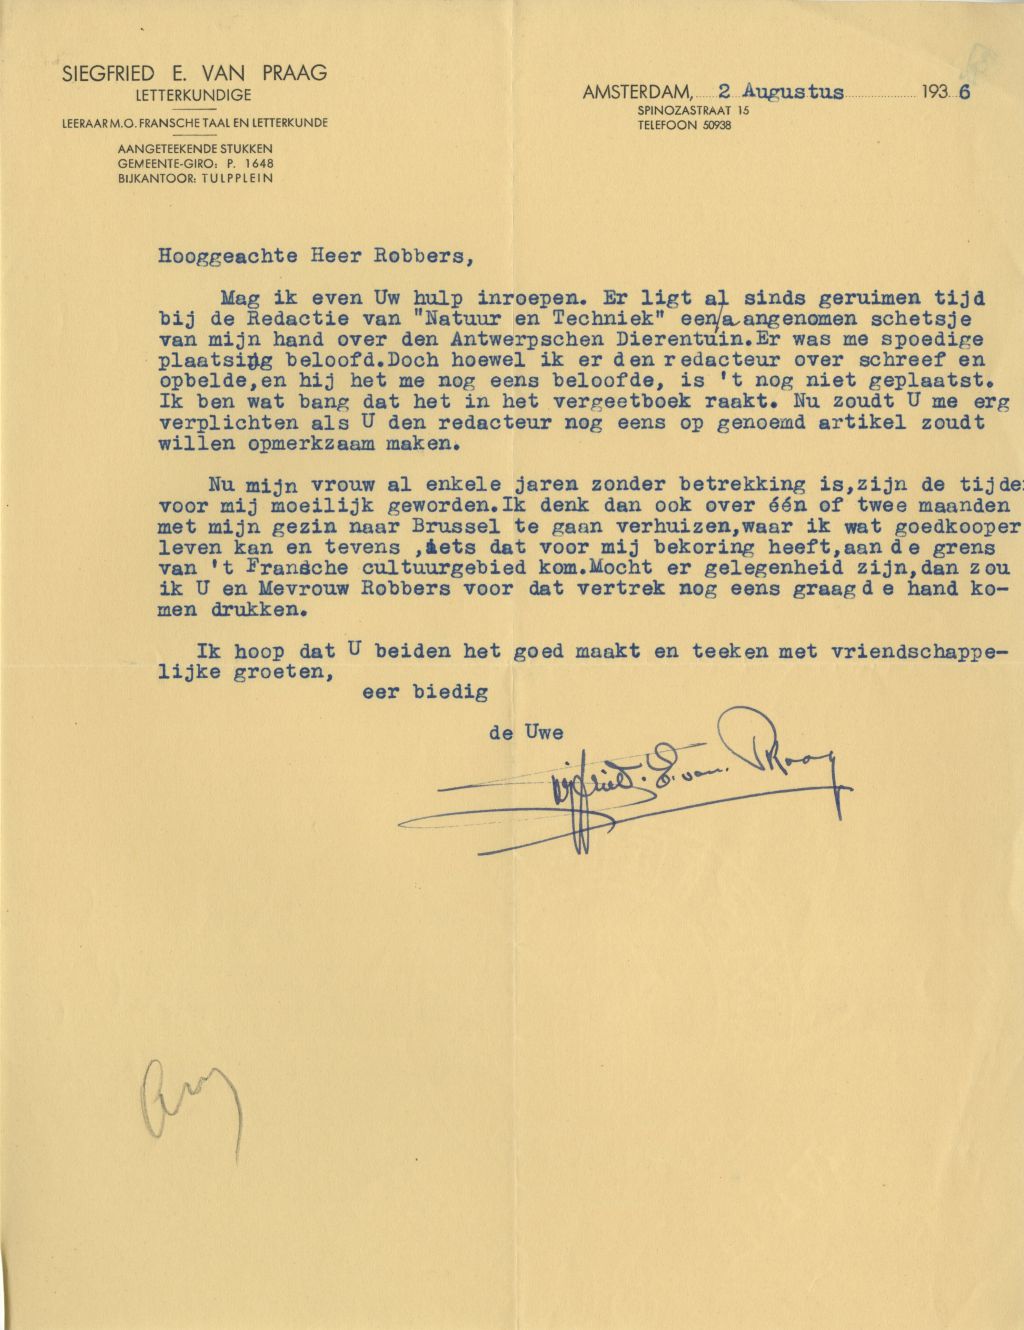 SIEGFRIED E. VAN PRAAG
LETTERKUNDIGE
LEERAAR M.O. FRANSCHE TAAL EN LETTERKUNDE
AANGETEEKENDE STUKKEN
GEMEENTE-GIRO: P. 1648
BIJKANTOOR: TULPPLEIN
AMSTERDAM, 2 Augustus 1936
SPINOZASTRAAT 15
TELEFOON 50938
Hooggeachte Heer Robbers,
Mag ik even Uw hulp inroepen. Er ligt al sinds geruimen tijd
bij de Redactie van "Natuur en Techniek" een/a angenomen schetsje
van mijn hand over den Antwerpschen Dierentuin.Er was me spoedige
plaatsing beloofd.Doch hoewel ik er den redacteur over schreef en
opbelde,en hij het me nog eens beloofde, is 't nog niet geplaatst.
Ik ben wat bang dat het in het vergeetboek raakt. Nu zoudt U me erg
verplichten als U den redacteur nog eens op genoemd artikel zoudt
willen opmerkzaam maken.
Nu mijn vrouw al enkele jaren zonder betrekking is,zijn de tijde
voor mij moeilijk geworden.Ik denk dan ook over één of twee maanden
met mijn gezin naar Brussel te gaan verhuizen,waar ik wat goedkooper
leven kan en tevens ,iets dat voor mij bekoring heeft,aan de grens
van 't Fransche cultuurgebied kom.Mocht er gelegenheid zijn,dan zou
ik U en Mevrouw Robbers voor dat vertrek nog eens graag de hand ko-
men drukken.
Ik hoop dat U beiden het goed maakt en teeken met vriendschappe-
lijke groeten,
eer biedig
de Uwe
Siegfried. E. van. Praag